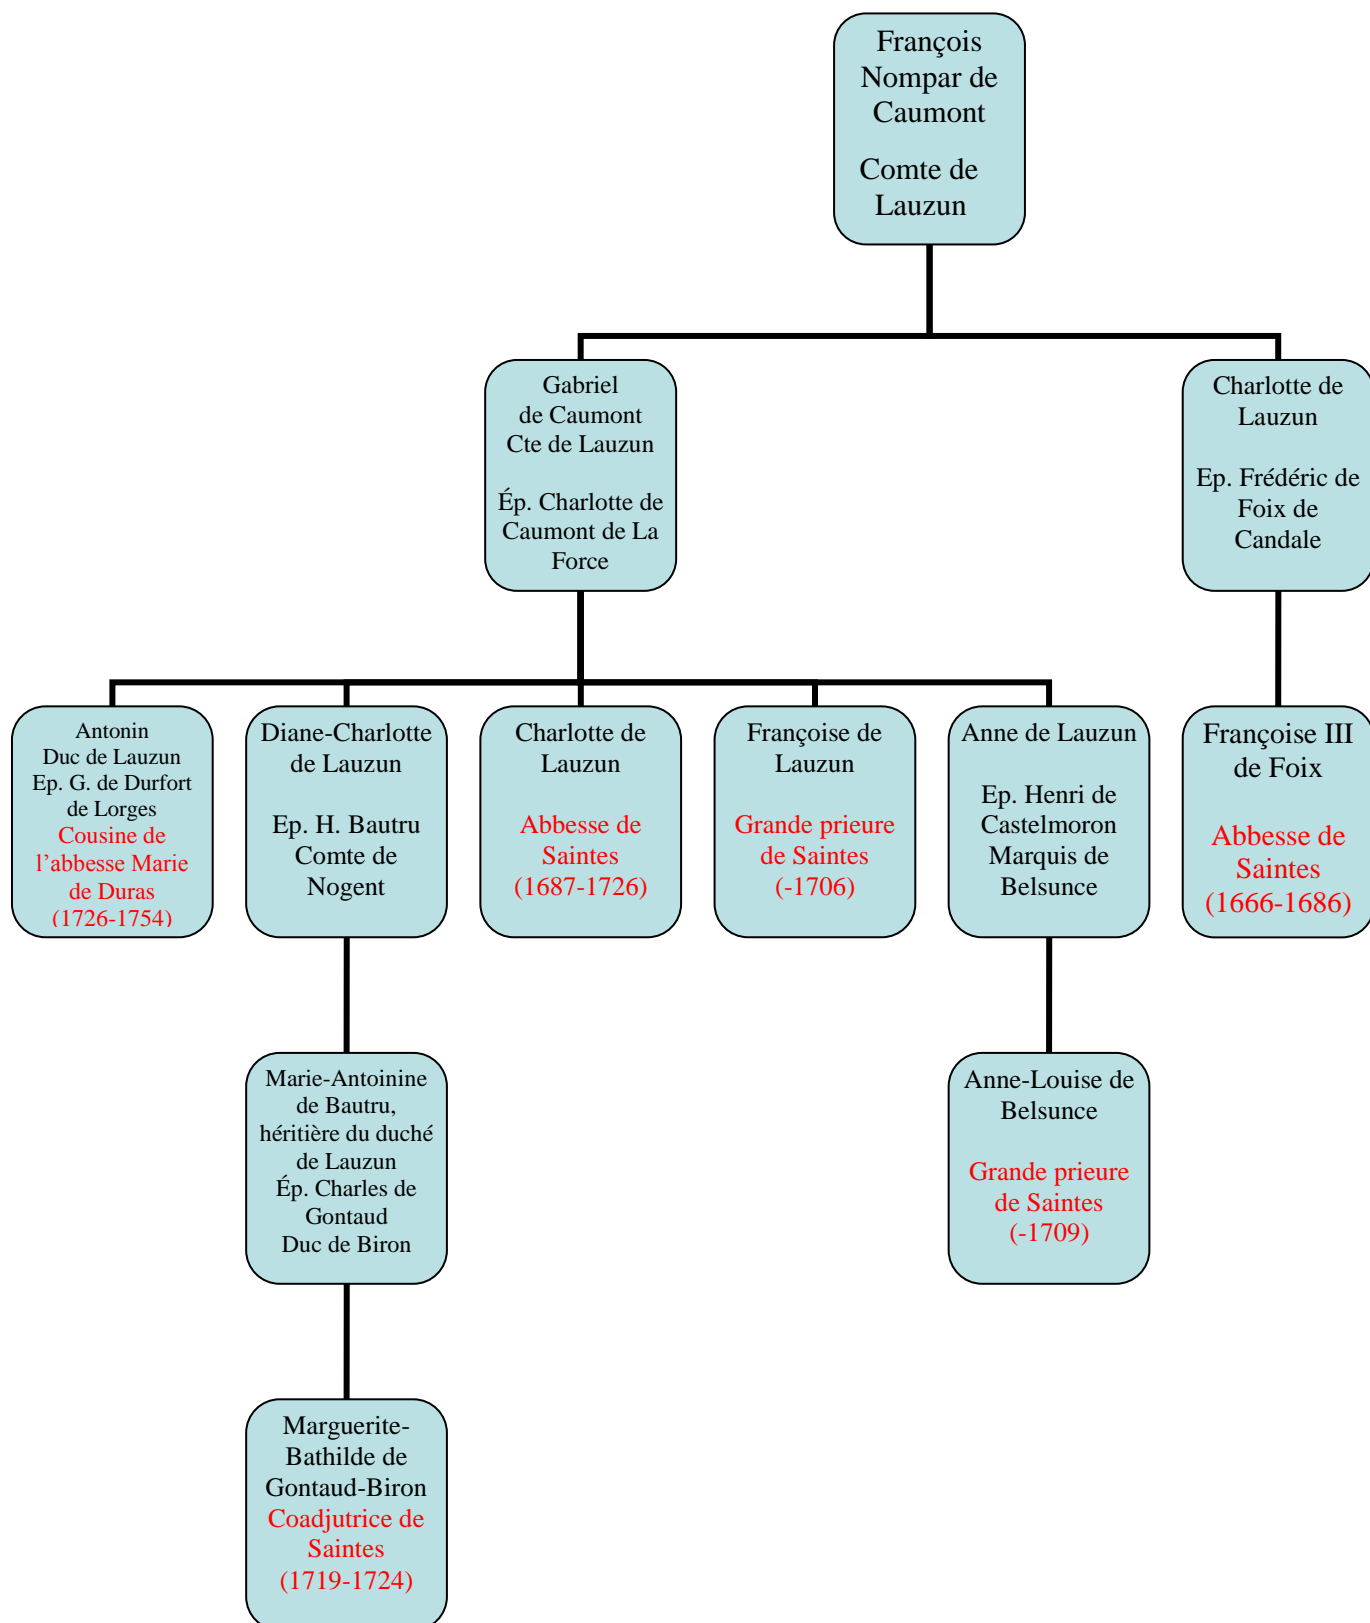 François
Nompar de
Caumont
Comte de
Lauzun
Gabriel
de Caumont
Cte de Lauzun
Ép. Charlotte de
Caumont de La
Force
Charlotte de
Lauzun
Ep. Frédéric de
Foix de
Candale
Antonin
Duc de Lauzun
Ep. G. de Durfort
de Lorges
Cousine de
l’abbesse Marie
de Duras
(1726-1754)
Diane-Charlotte
de Lauzun
Ep. H. Bautru
Comte de
Nogent
Charlotte de
Lauzun
Abbesse de
Saintes
(1687-1726)
Françoise de
Lauzun
Grande prieure
de Saintes
(-1706)
Anne de Lauzun
Ep. Henri de
Castelmoron
Marquis de
Belsunce
Françoise III
de Foix
Abbesse de
Saintes
(1666-1686)
Marie-Antoinine
de Bautru,
héritière du duché
de Lauzun
Ép. Charles de
Gontaud
Duc de Biron
Anne-Louise de
Belsunce
Grande prieure
de Saintes
(-1709)
Marguerite-
Bathilde de
Gontaud-Biron
Coadjutrice de
Saintes
(1719-1724)